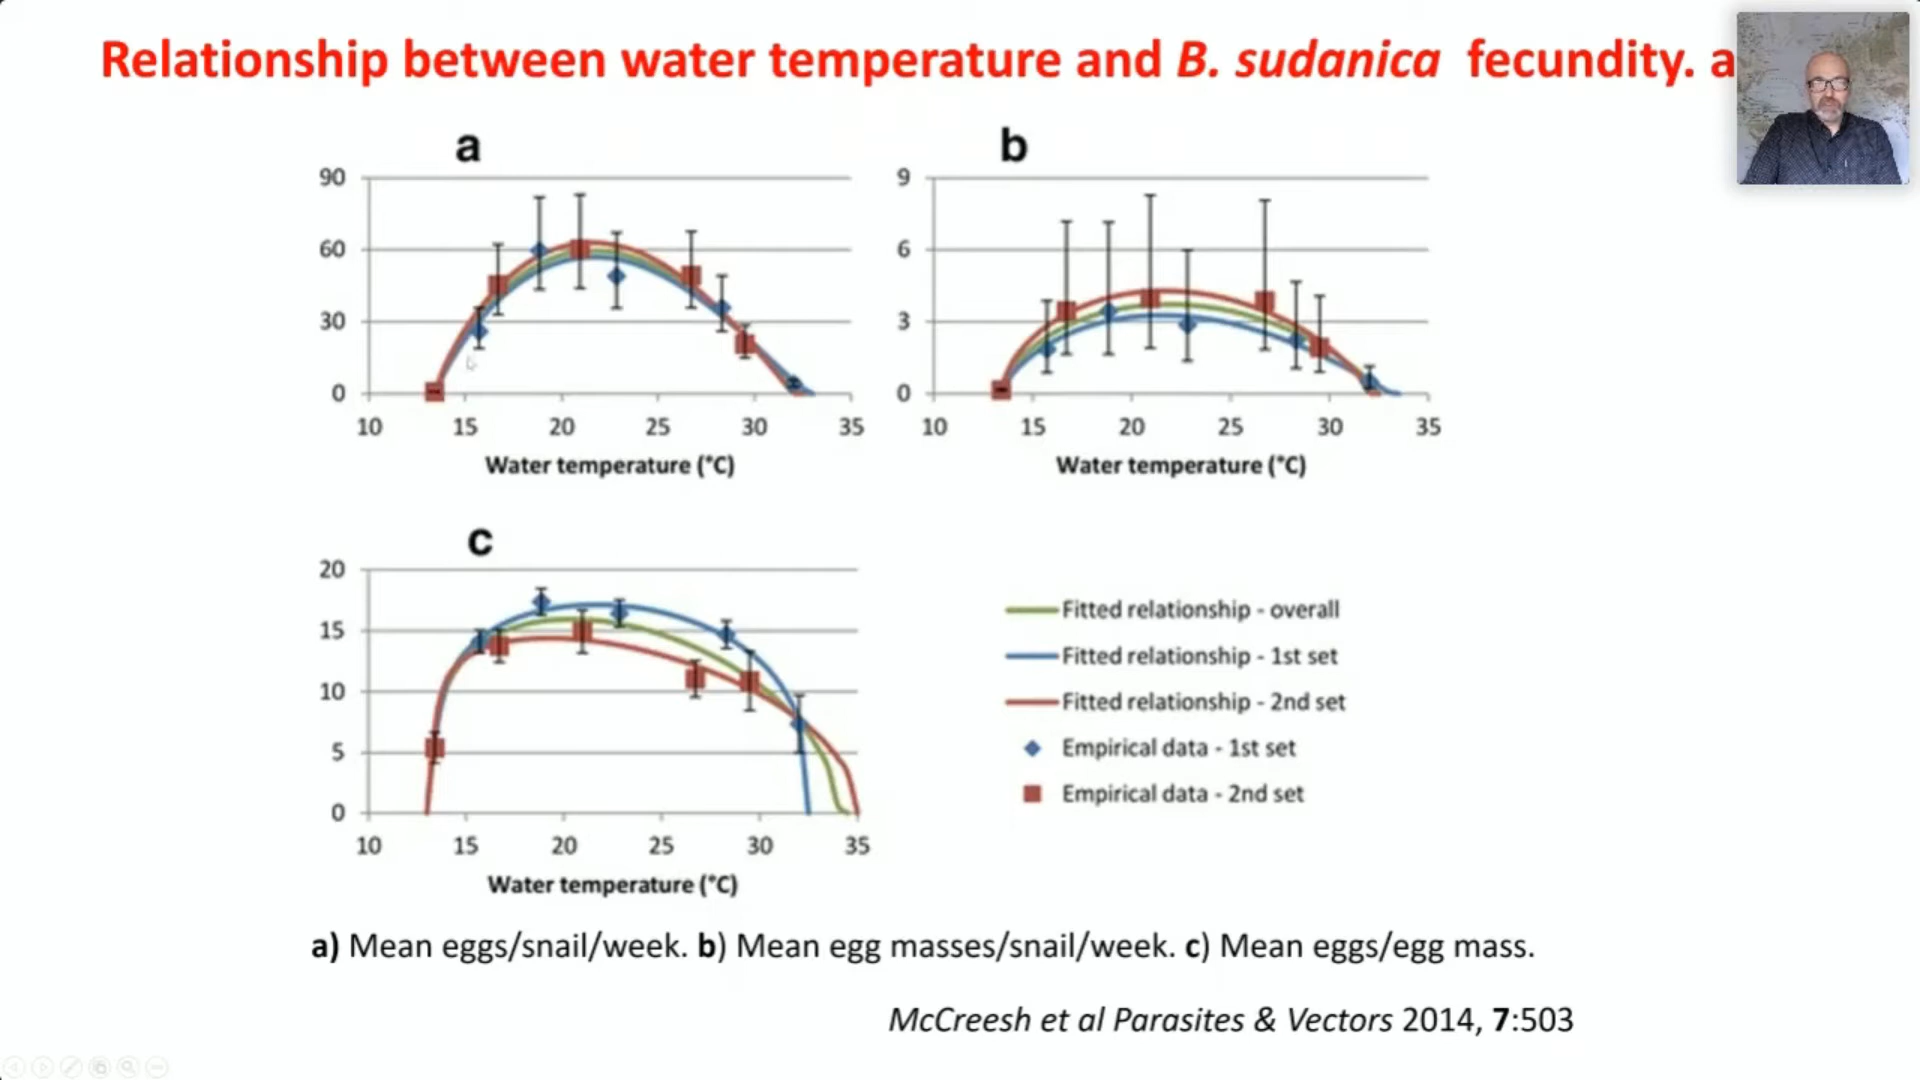 Relationship between water temperature and B. sudanica fecundity. a
a
90
60
30
0
10 15 20 25 30 35
Water temperature (°C)
b
9
6
3
0
10 15 20 25 30 35
Water temperature (°C)
c
20
15
10
5
0
10 15 20 25 30 35
Water temperature (°C)
Fitted relationship - overall
Fitted relationship - 1st set
Fitted relationship - 2nd set
Empirical data - 1st set
Empirical data - 2nd set
a) Mean eggs/snail/week. b) Mean egg masses/snail/week. c) Mean eggs/egg mass.
McCreesh et al Parasites & Vectors 2014, 7:503